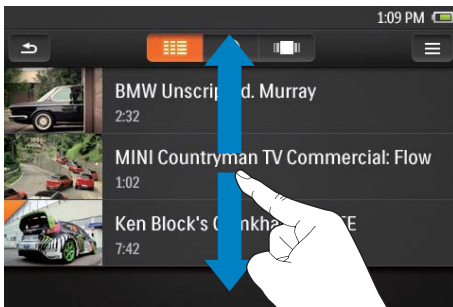 1:09 PM
BMW Unscrip d. Murray
2:32
MINI Countryman TV Commercial: Flow
1:02
Ken Block's
7:42